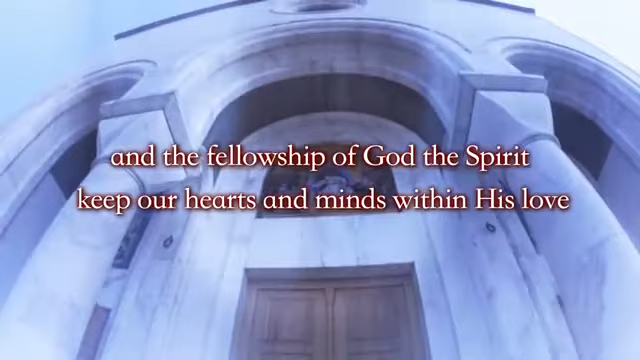 and the fellowship of God the Spirit
keep our hearts and minds within His love